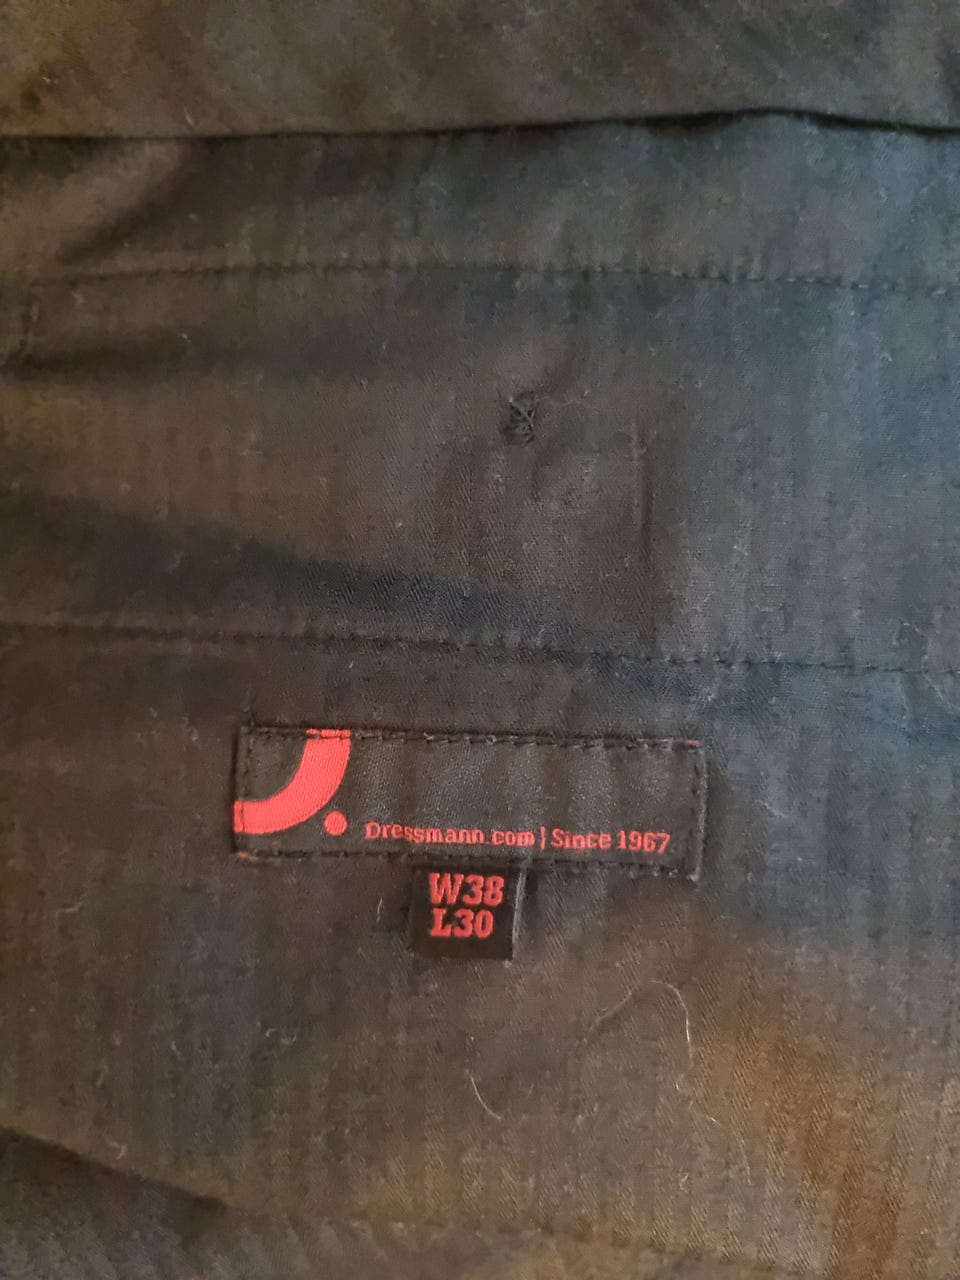 Dressmann.com | Since 1967
W38
L30